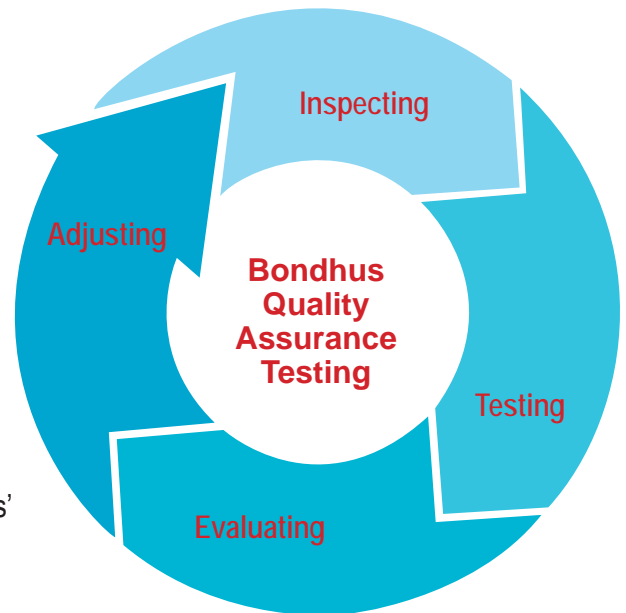 Inspecting
Adjusting
Bondhus
Quality
Assurance
Testing
Testing
s’
Evaluating